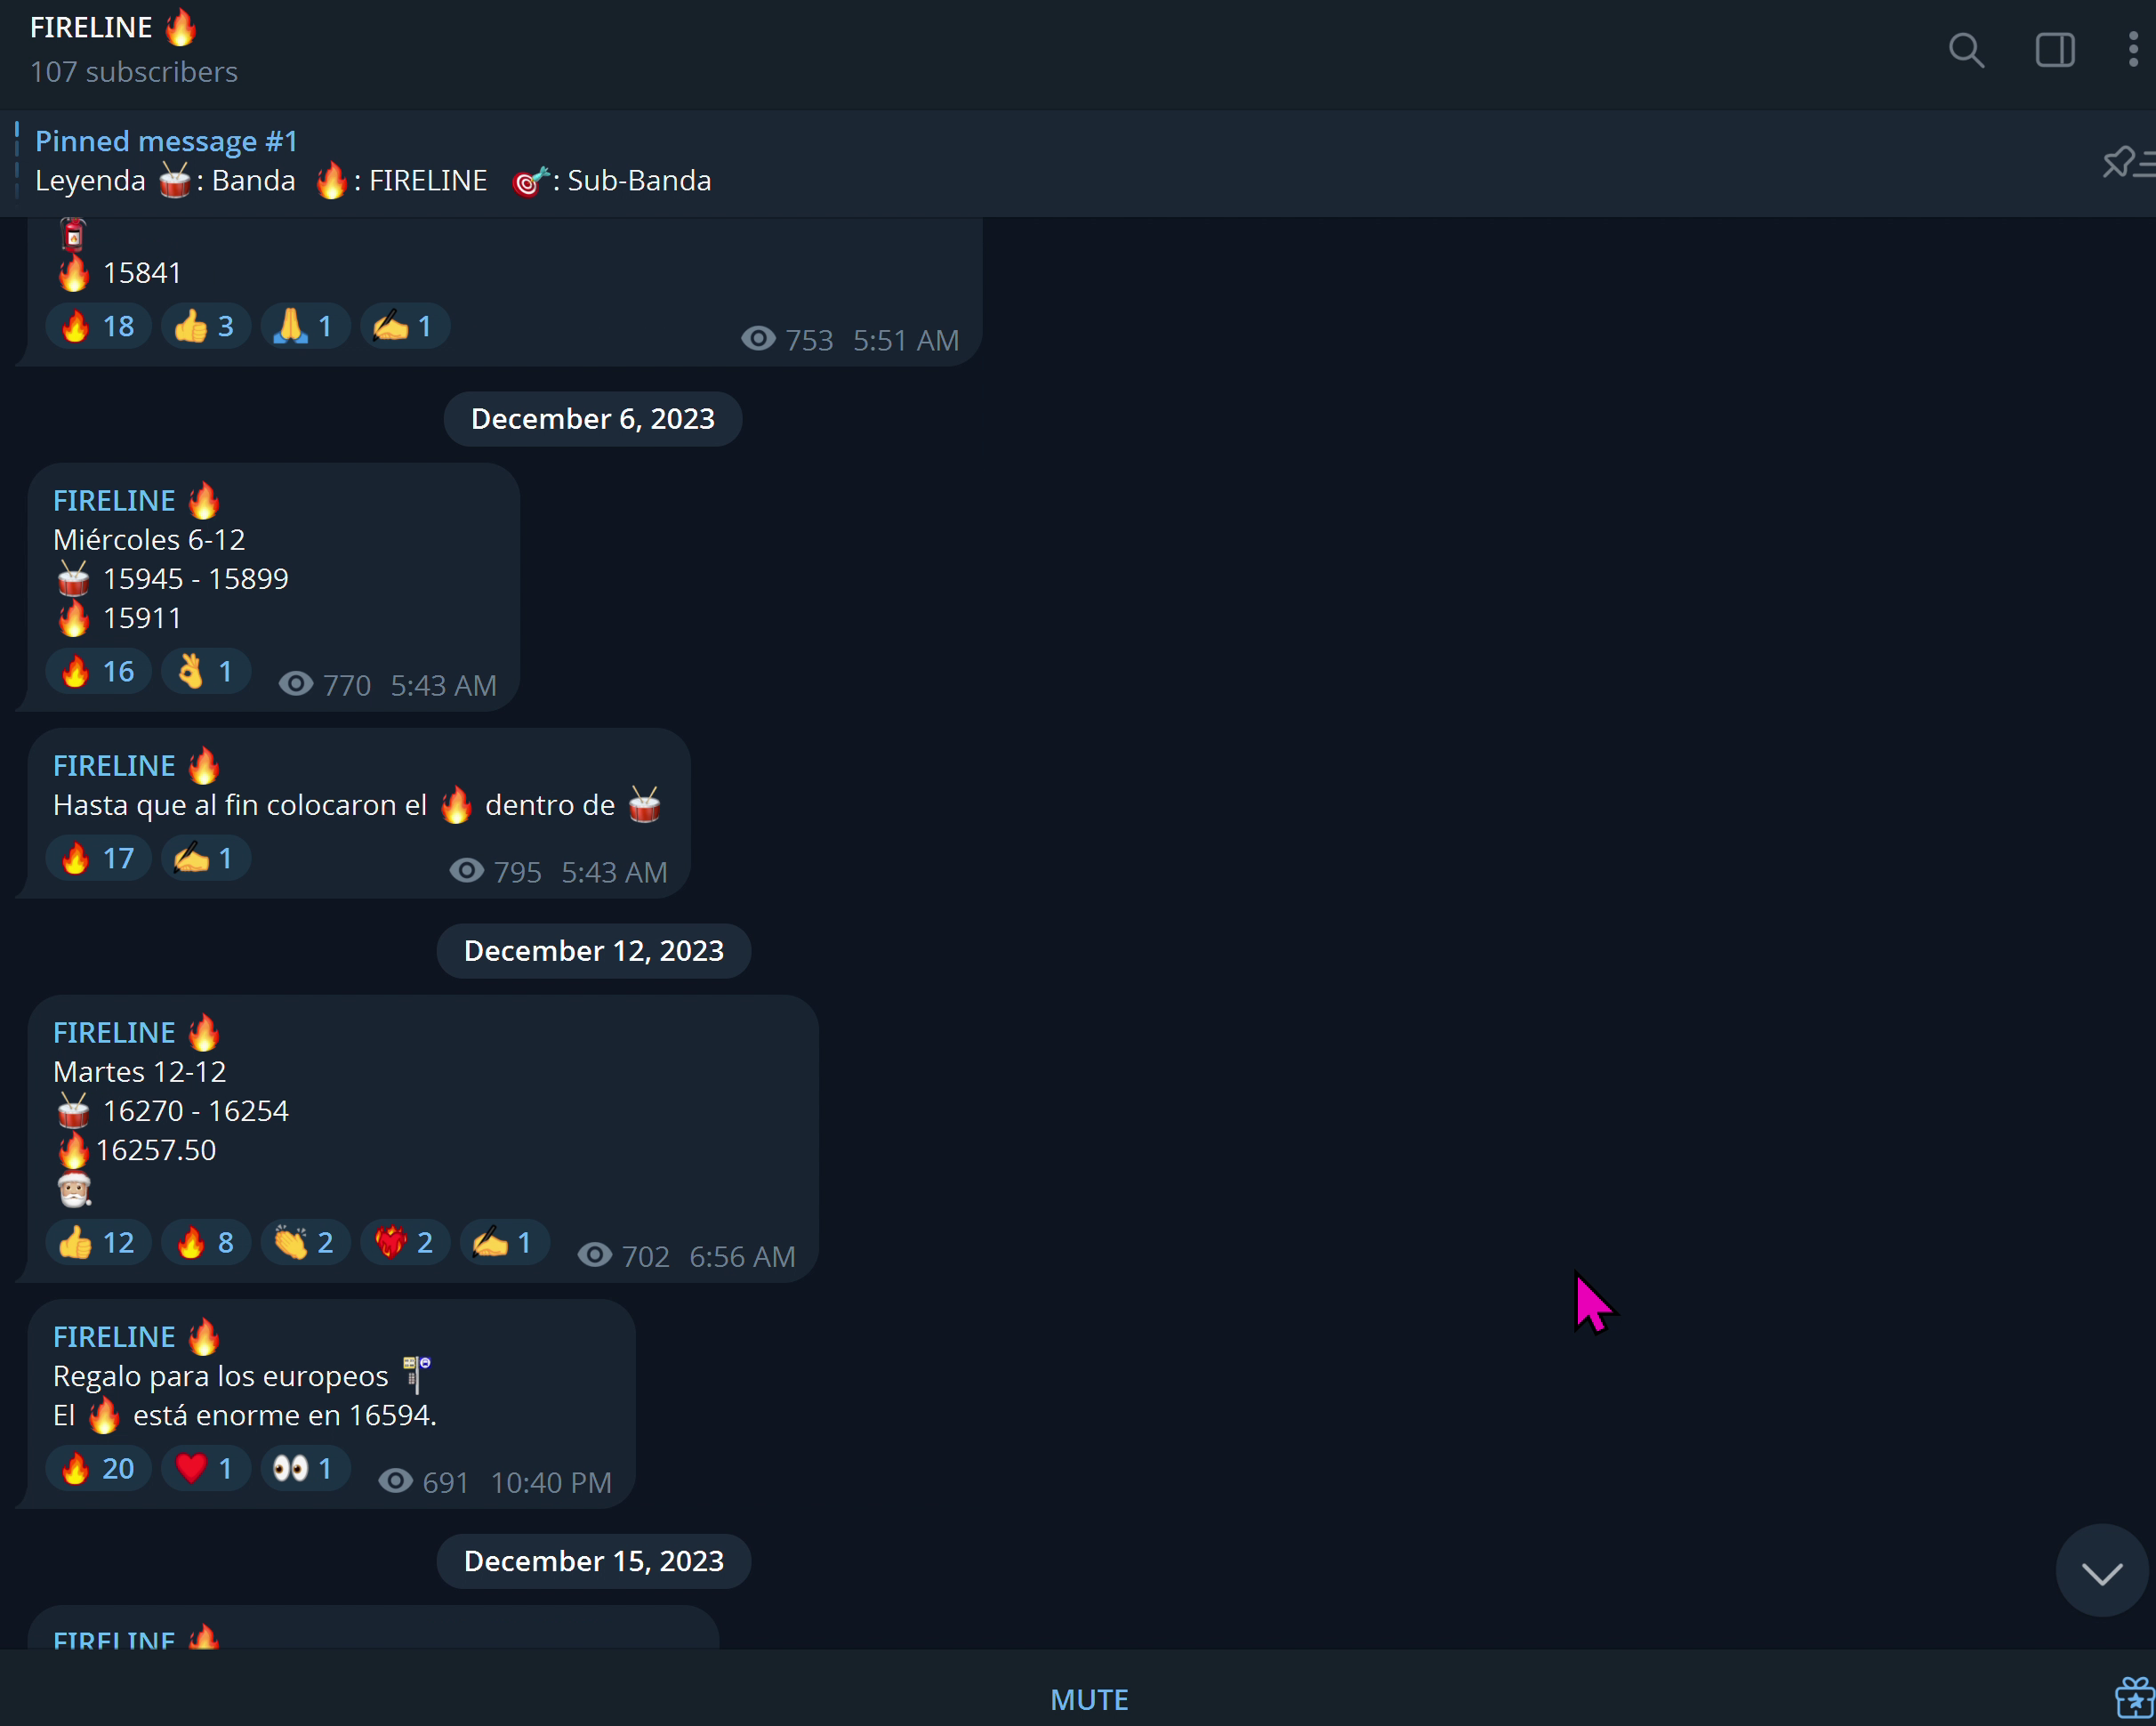 FIRELINE 🔥
107 subscribers
Pinned message #1
Leyenda 🥁: Banda 🔥: FIRELINE 🎯: Sub-Banda
🧯
🔥 15841
🔥 18 👍 3 🙏 1 ✍ 1 753 5:51 AM
December 6, 2023
FIRELINE 🔥
Miércoles 6-12
🥁 15945 - 15899
🔥 15911
🔥 16 👌 1 770 5:43 AM
FIRELINE 🔥
Hasta que al fin colocaron el 🔥 dentro de 🥁
🔥 17 ✍ 1 795 5:43 AM
December 12, 2023
FIRELINE 🔥
Martes 12-12
🥁 16270 - 16254
🔥16257.50
🎅🏼
👍 12 🔥 8 👏 2 ❤️‍🔥 2 ✍ 1 702 6:56 AM
FIRELINE 🔥
Regalo para los europeos 🚏
El 🔥 está enorme en 16594.
🔥 20 ❤ 1 👀 1 691 10:40 PM
December 15, 2023
FIRELINE 🔥
MUTE